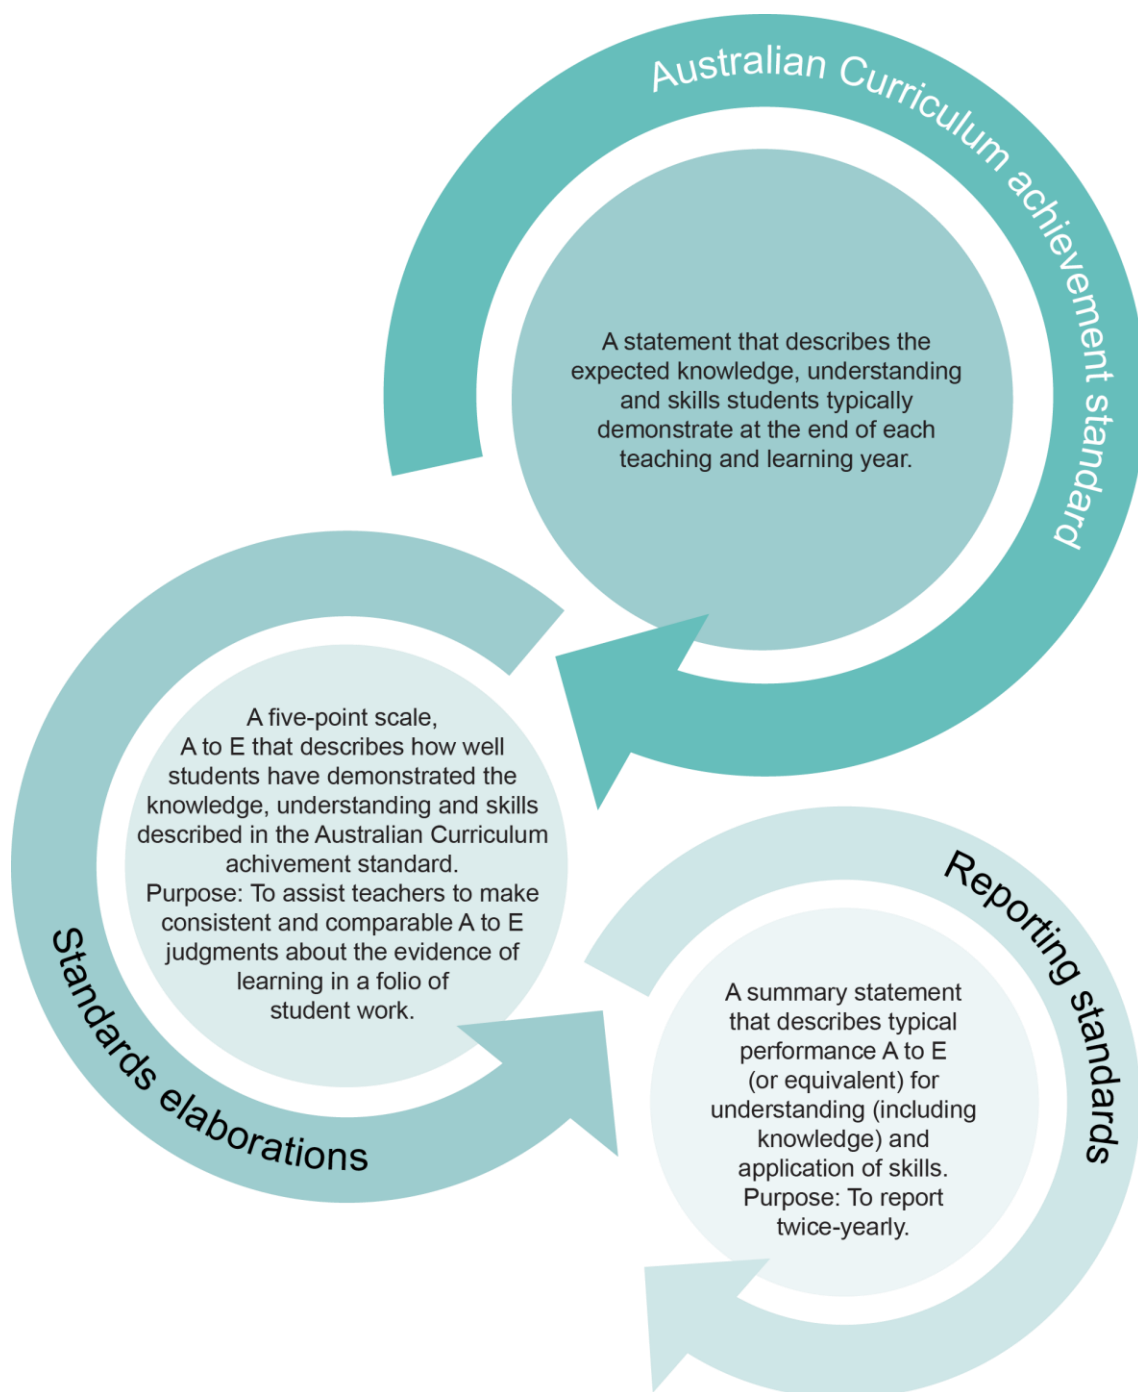 Australian Curriculum achievement standard
A statement that describes the
expected knowledge, understanding
and skills students typically
demonstrate at the end of each
teaching and learning year.
Standards elaborations
A five-point scale,
A to E that describes how well
students have demonstrated the
knowledge, understanding and skills
described in the Australian Curriculum
achivement standard.
Purpose: To assist teachers to make
consistent and comparable A to E
judgments about the evidence of
learning in a folio of
student work.
Reporting standards
A summary statement
that describes typical
performance A to E
(or equivalent) for
understanding (including
knowledge) and
application of skills.
Purpose: To report
twice-yearly.